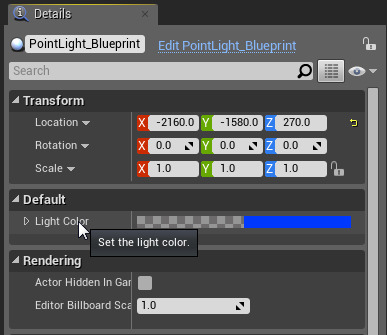 Details
PointLight_Blueprint Edit PointLight_Blueprint
Search
Transform
Location X -2160.0 Y -1580.0 Z 270.0
Rotation X 0.0 Y 0.0 Z 0.0
Scale X 1.0 Y 1.0 Z 1.0
Default
Light Color
Set the light color.
Rendering
Actor Hidden In Gar
Editor Billboard Sca 1.0